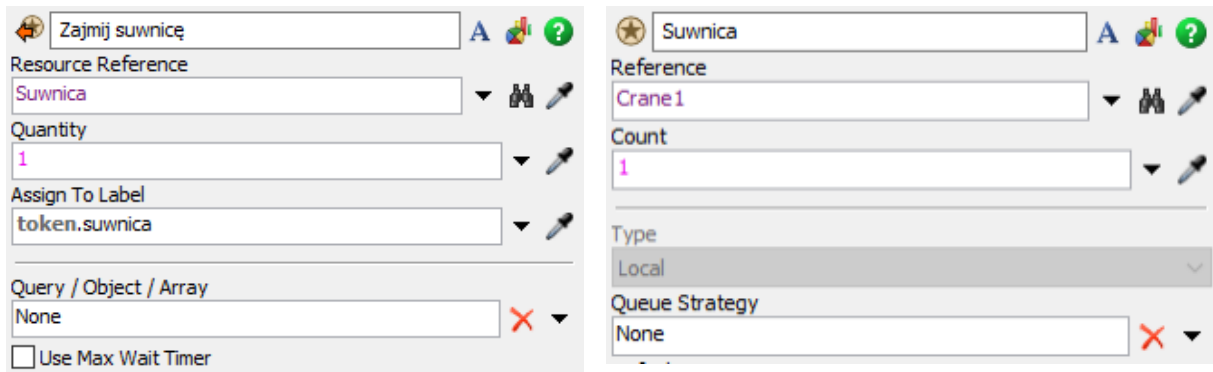 Zajmij suwnicę
Resource Reference
Suwnica
Quantity
1
Assign To Label
token.suwnica
Query / Object / Array
None
Use Max Wait Timer
Suwnica
Reference
Crane1
Count
1
Type
Local
Queue Strategy
None